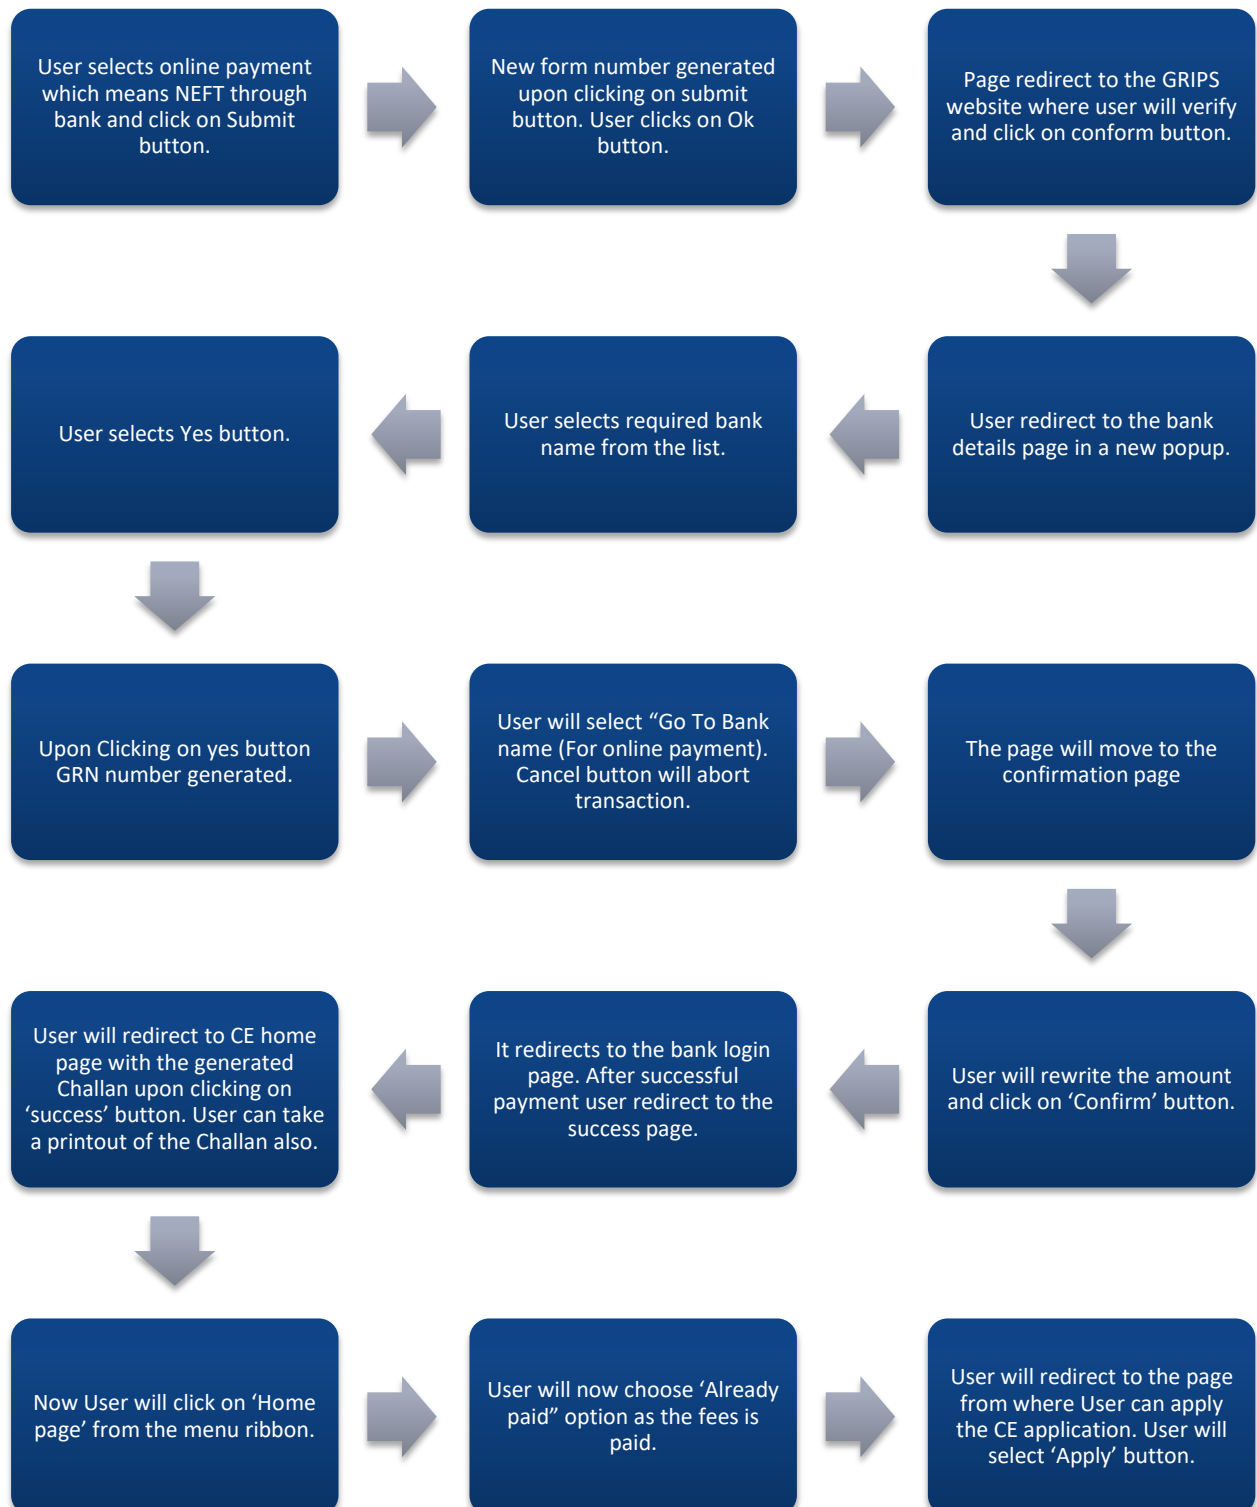 User selects online payment
which means NEFT through
bank and click on Submit
button.
New form number generated
upon clicking on submit
button. User clicks on Ok
button.
Page redirect to the GRIPS
website where user will verify
and click on conform button.
User redirect to the bank
details page in a new popup.
User selects required bank
name from the list.
User selects Yes button.
Upon Clicking on yes button
GRN number generated.
User will select “Go To Bank
name (For online payment).
Cancel button will abort
transaction.
The page will move to the
confirmation page
User will rewrite the amount
and click on ‘Confirm’ button.
It redirects to the bank login
page. After successful
payment user redirect to the
success page.
User will redirect to CE home
page with the generated
Challan upon clicking on
‘success’ button. User can take
a printout of the Challan also.
Now User will click on ‘Home
page’ from the menu ribbon.
User will now choose ‘Already
paid” option as the fees is
paid.
User will redirect to the page
from where User can apply
the CE application. User will
select ‘Apply’ button.